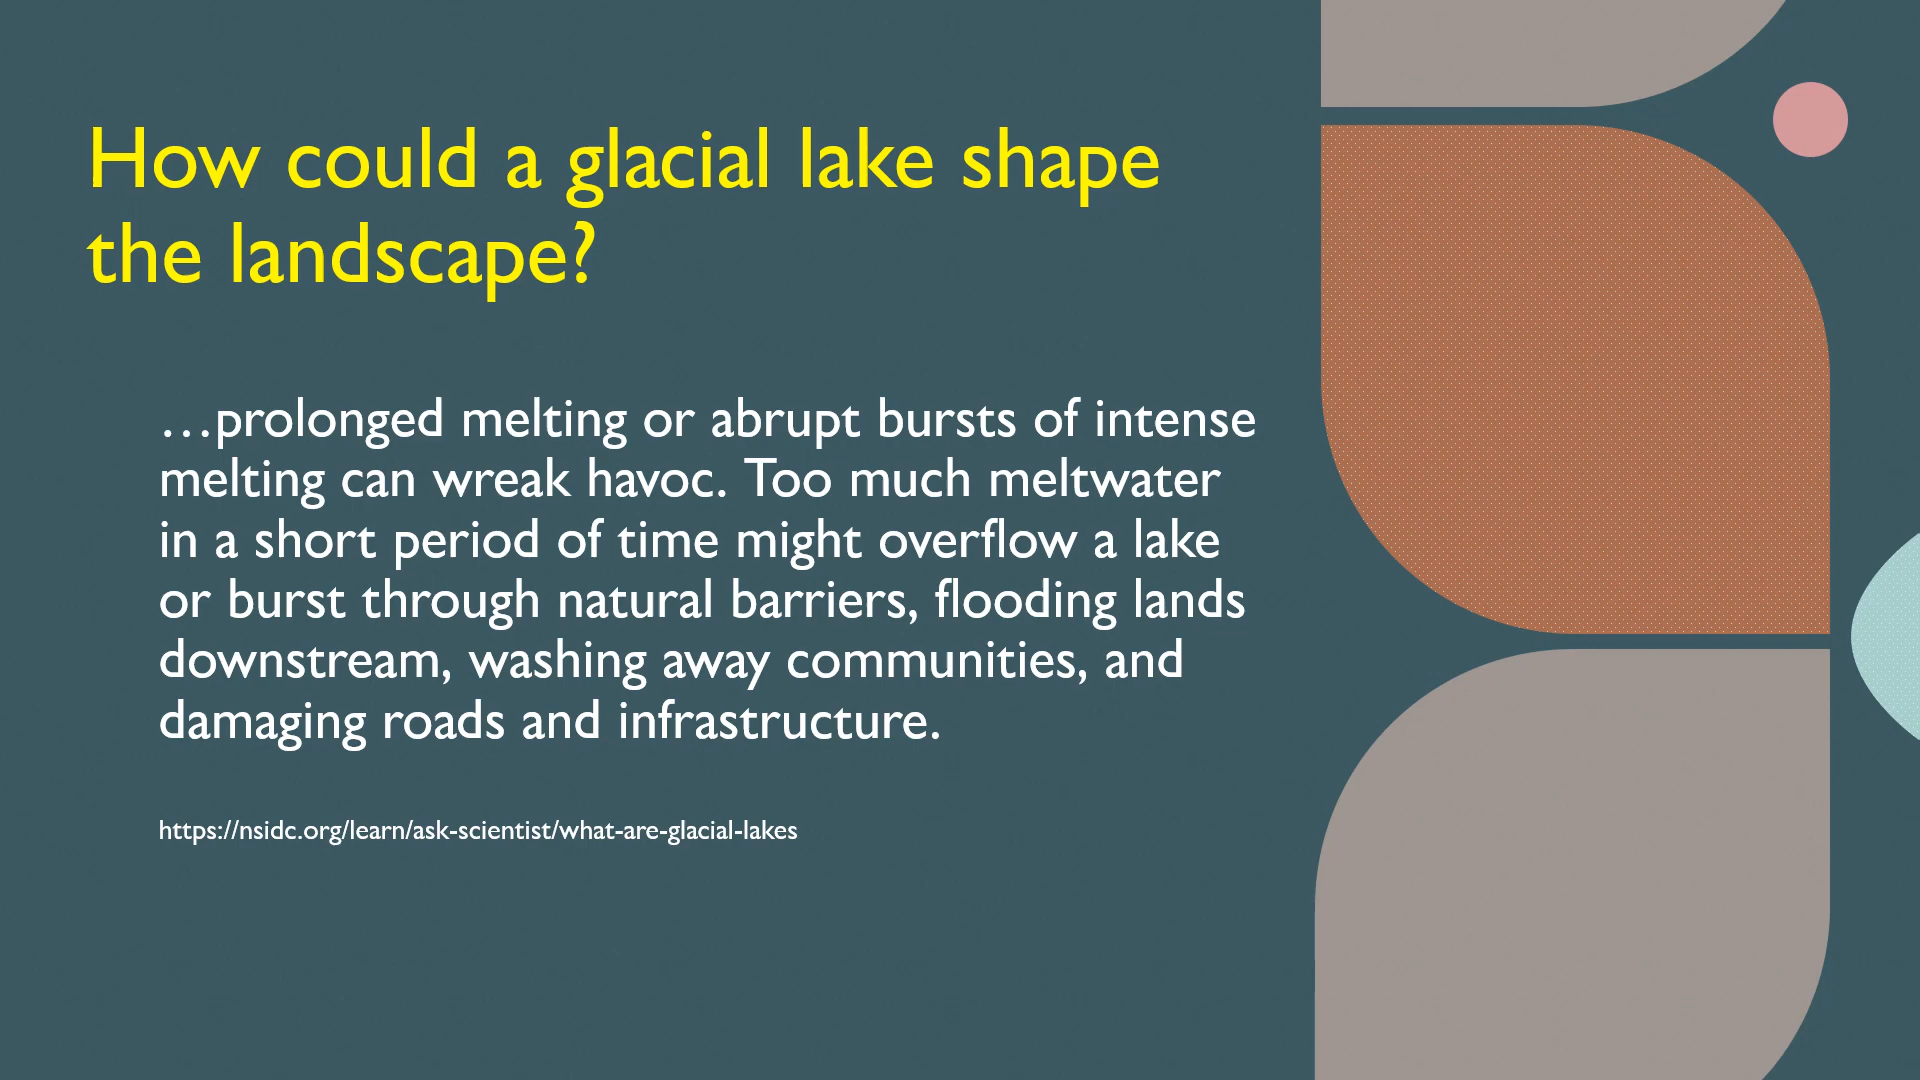 How could a glacial lake shape
the landscape?
…prolonged melting or abrupt bursts of intense
melting can wreak havoc. Too much meltwater
in a short period of time might overflow a lake
or burst through natural barriers, flooding lands
downstream, washing away communities, and
damaging roads and infrastructure.
https://nsidc.org/learn/ask-scientist/what-are-glacial-lakes